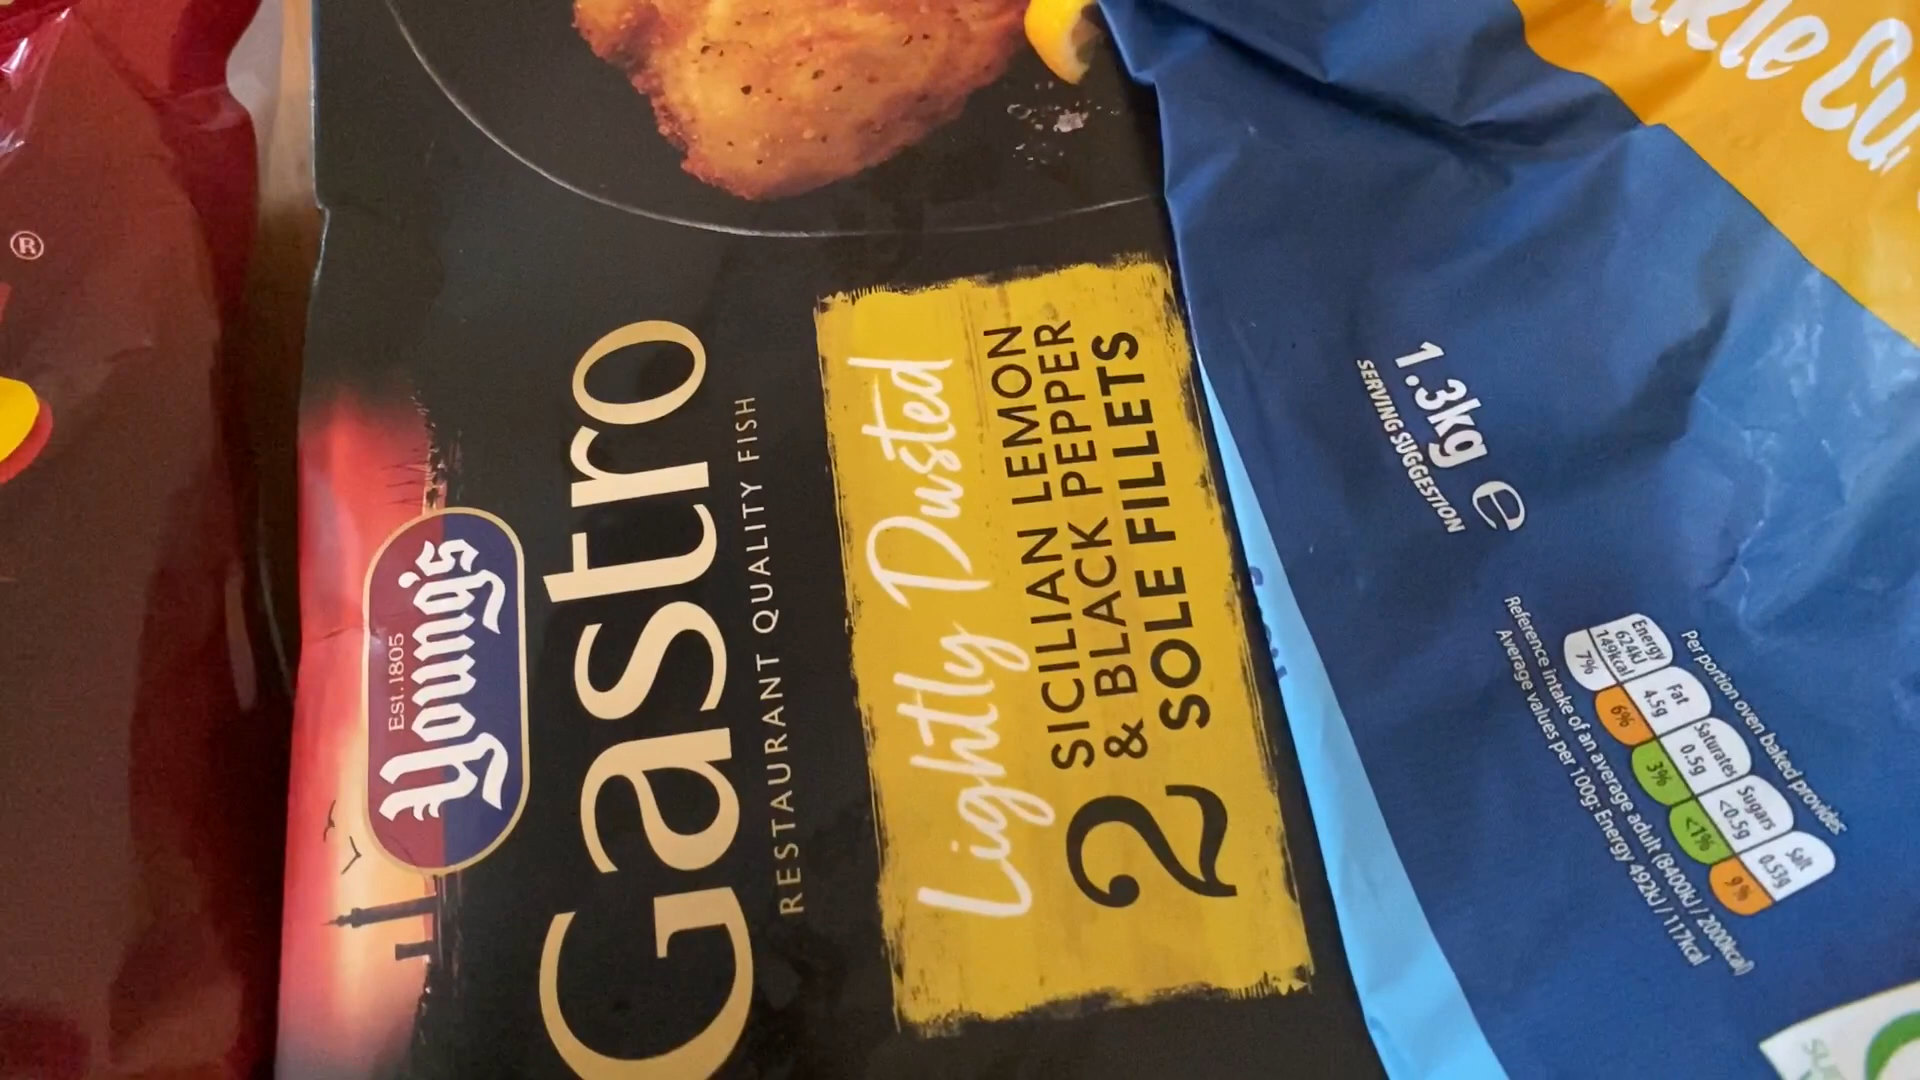 ®
Est.1805
Young's
Gastro
RESTAURANT QUALITY FISH
Lightly Dusted
SICILIAN LEMON
& BLACK PEPPER
2 SOLE FILLETS
1.3kg e
SERVING SUGGESTION
Per portion oven baked provides
Energy
624kJ
149kcal
7%
Fat
4.5g
6%
Saturates
0.5g
3%
Sugars
<0.5g
<1%
Salt
0.53g
9%
Reference intake of an average adult (8400kJ / 2000kcal)
Average values per 100g: Energy 492kJ / 117kcal